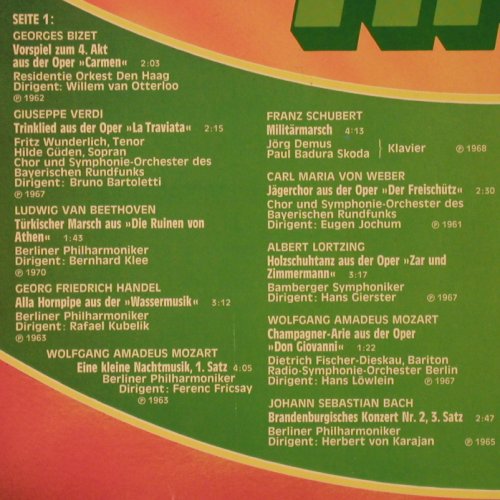 SEITE 1:
GEORGES BIZET
Vorspiel zum 4. Akt
aus der Oper »Carmen« 2:03
Residentie Orkest Den Haag
Dirigent: Willem van Otterloo
℗ 1962
GIUSEPPE VERDI
Trinklied aus der Oper »La Traviata« 2:15
Fritz Wunderlich, Tenor
Hilde Güden, Sopran
Chor und Symphonie-Orchester des
Bayerischen Rundfunks
Dirigent: Bruno Bartoletti
℗ 1967
LUDWIG VAN BEETHOVEN
Türkischer Marsch aus »Die Ruinen von
Athen« 1:43
Berliner Philharmoniker
Dirigent: Bernhard Klee
℗ 1970
GEORG FRIEDRICH HÄNDEL
Alla Hornpipe aus der »Wassermusik« 3:12
Berliner Philharmoniker
Dirigent: Rafael Kubelik
℗ 1963
WOLFGANG AMADEUS MOZART
Eine kleine Nachtmusik, 1. Satz 4:05
Berliner Philharmoniker
Dirigent: Ferenc Fricsay
℗ 1963
FRANZ SCHUBERT
Militärmarsch 4:13
Jörg Demus
Paul Badura Skoda } Klavier ℗ 1968
CARL MARIA VON WEBER
Jägerchor aus der Oper »Der Freischütz« 2:30
Chor und Symphonie-Orchester des
Bayerischen Rundfunks
Dirigent: Eugen Jochum ℗ 1961
ALBERT LORTZING
Holzschuhtanz aus der Oper »Zar und
Zimmermann« 3:17
Bamberger Symphoniker
Dirigent: Hans Gierster ℗ 1967
WOLFGANG AMADEUS MOZART
Champagner-Arie aus der Oper
»Don Giovanni« 1:22
Dietrich Fischer-Dieskau, Bariton
Radio-Symphonie-Orchester Berlin
Dirigent: Hans Löwlein ℗ 1967
JOHANN SEBASTIAN BACH
Brandenburgisches Konzert Nr. 2, 3. Satz 2:47
Berliner Philharmoniker
Dirigent: Herbert von Karajan ℗ 1965